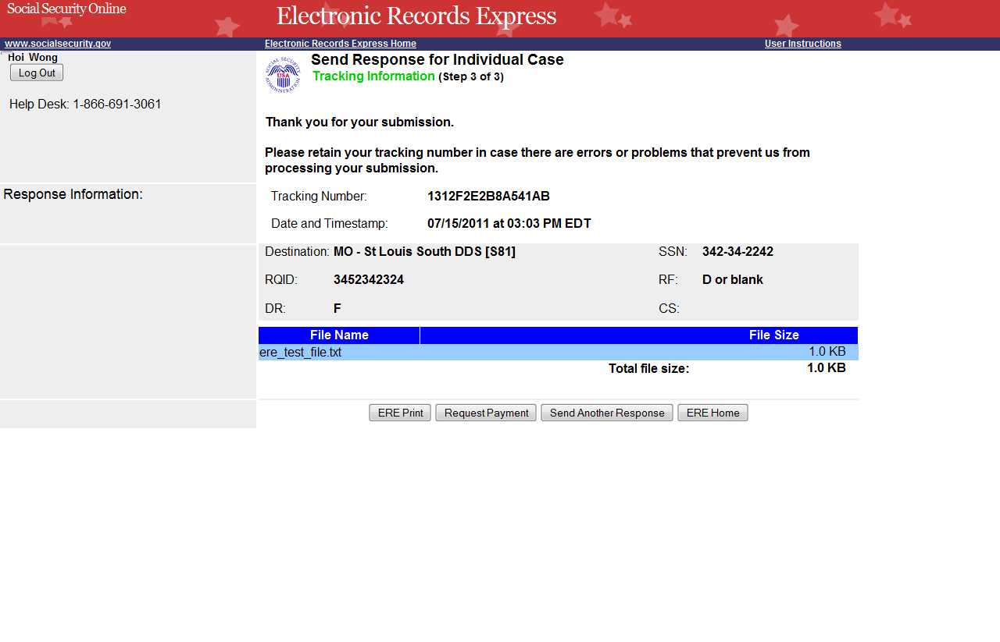 Social Security Online
Electronic Records Express
www.socialsecurity.gov Electronic Records Express Home User Instructions
Hoi Wong
Log Out
Help Desk: 1-866-691-3061
SOCIAL SECURITY ADMINISTRATION
USA
Send Response for Individual Case
Tracking Information (Step 3 of 3)
Thank you for your submission.
Please retain your tracking number in case there are errors or problems that prevent us from
processing your submission.
Response Information:
Tracking Number: 1312F2E2B8A541AB
Date and Timestamp: 07/15/2011 at 03:03 PM EDT
Destination: MO - St Louis South DDS [S81] SSN: 342-34-2242
RQID: 3452342324 RF: D or blank
DR: F CS:
File Name File Size
ere_test_file.txt 1.0 KB
Total file size: 1.0 KB
ERE Print Request Payment Send Another Response ERE Home